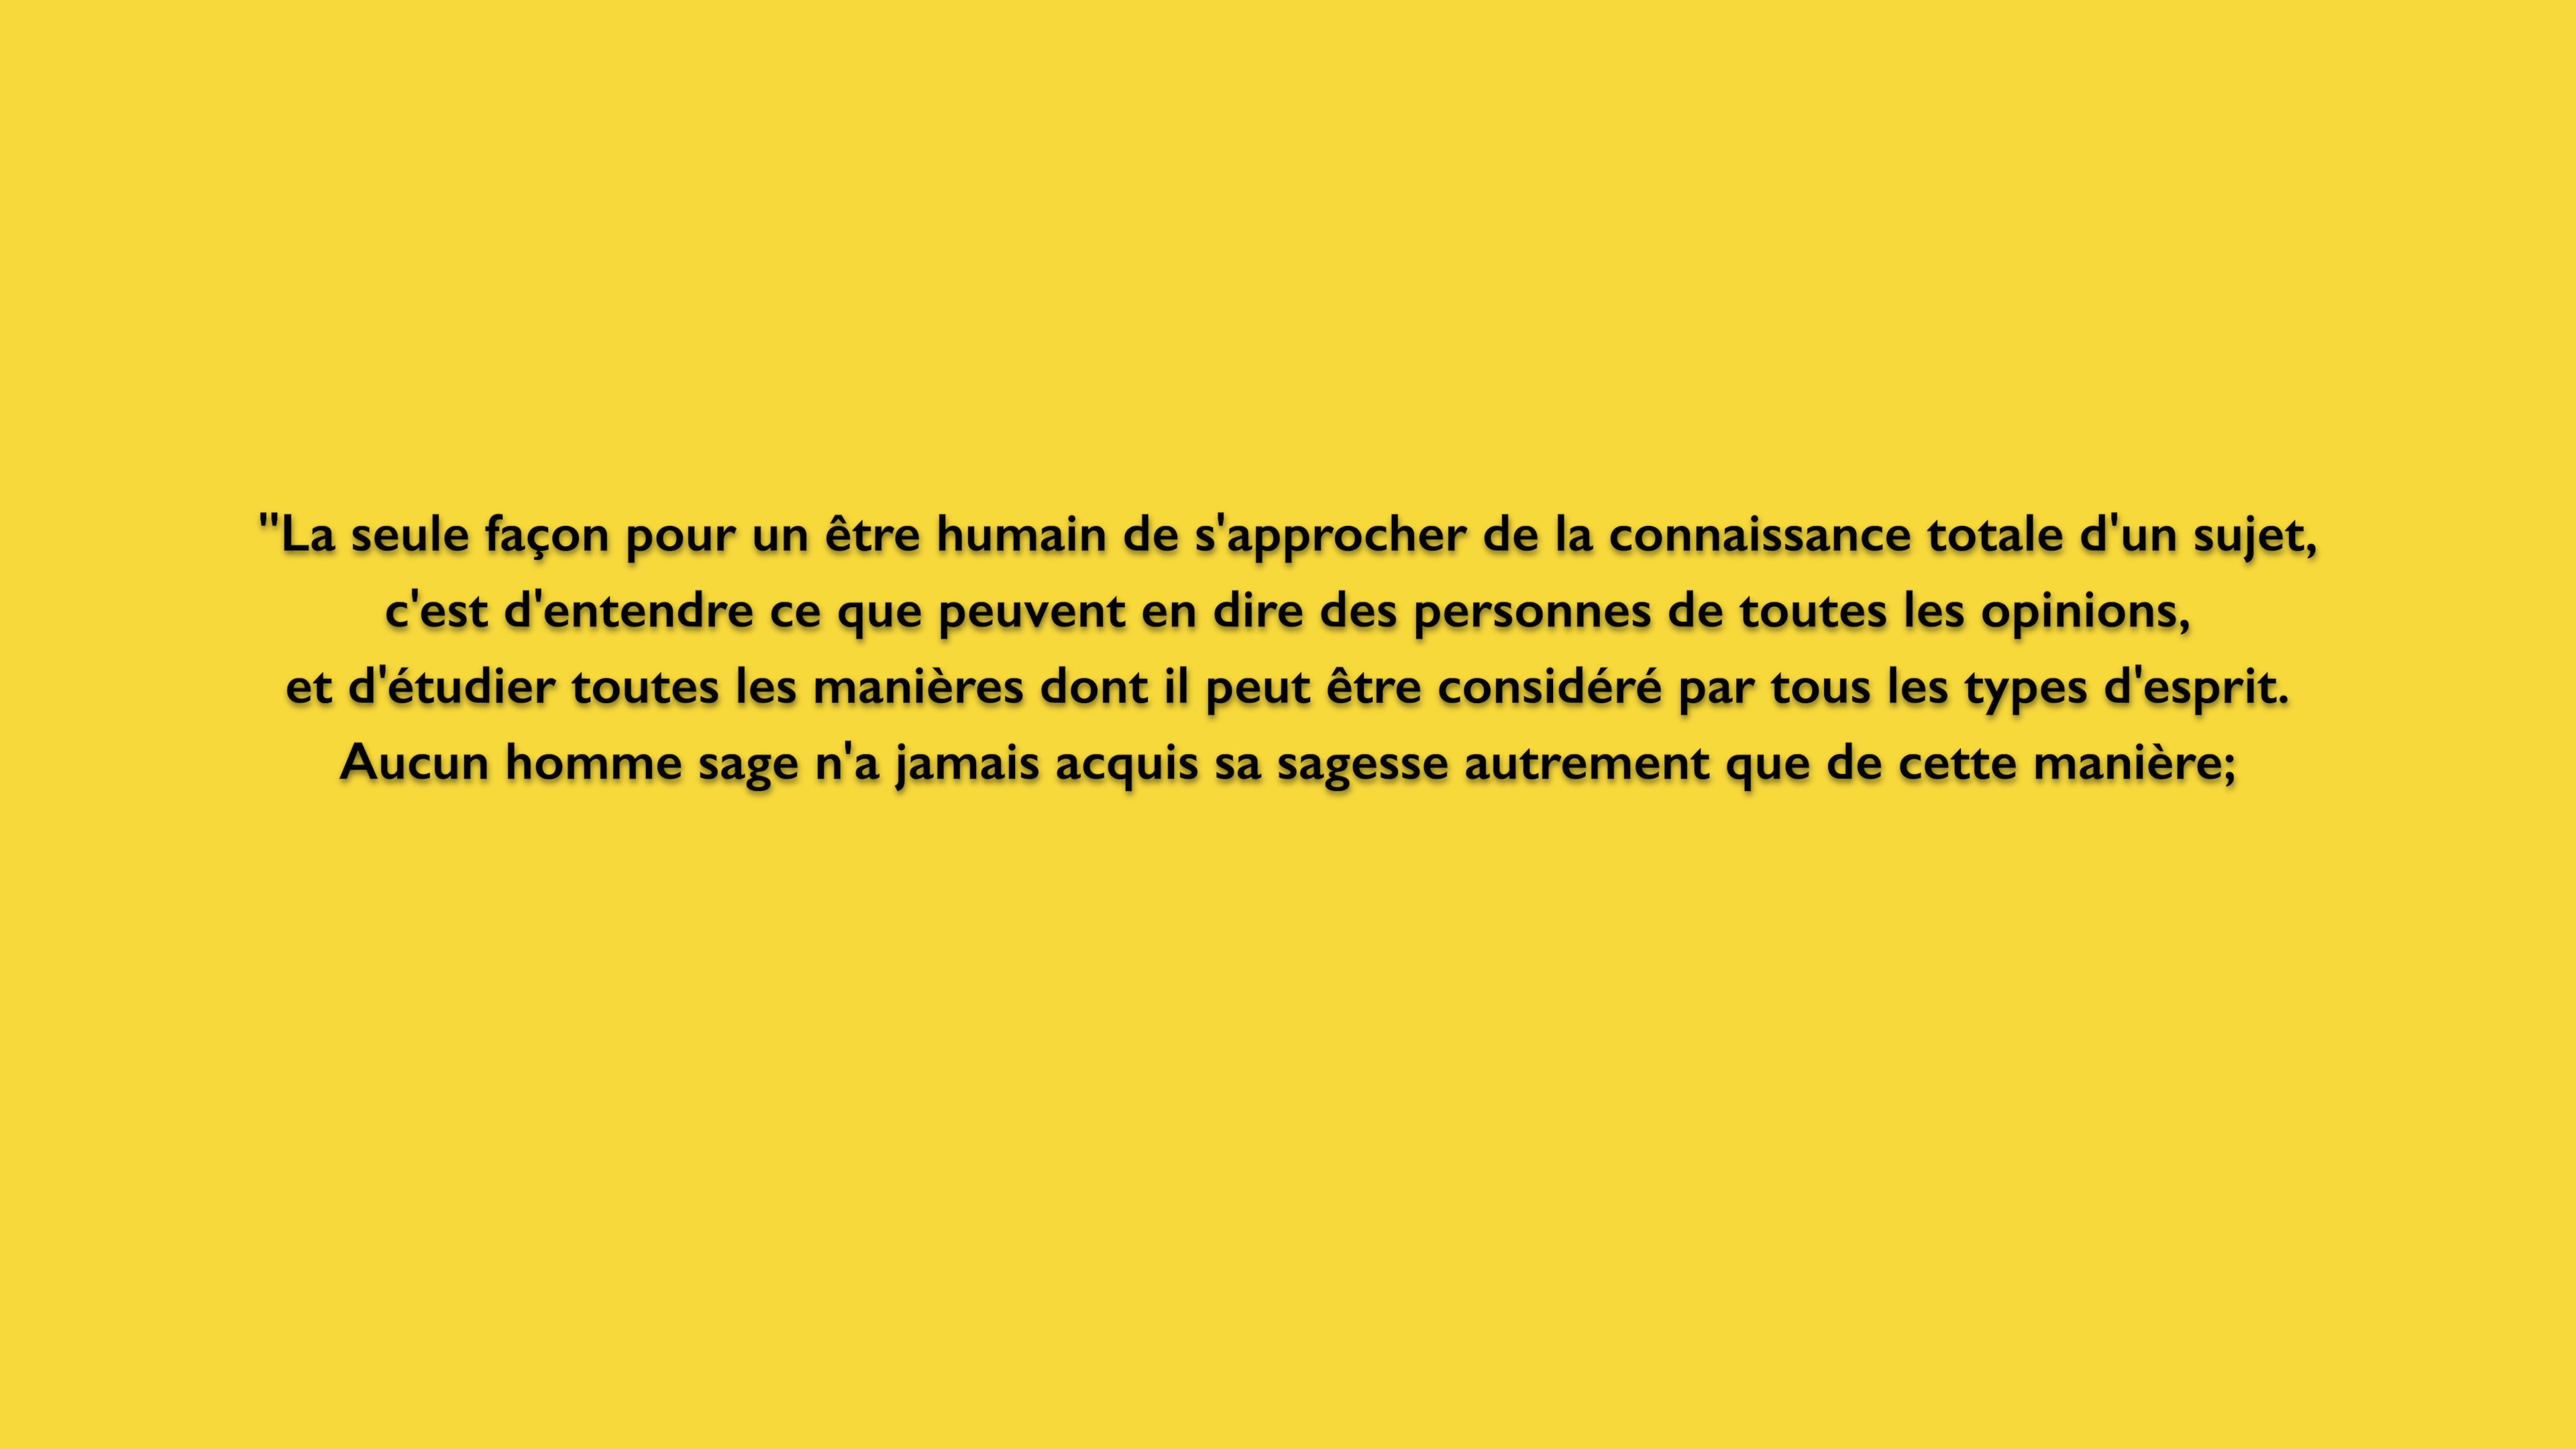 "La seule façon pour un être humain de s'approcher de la connaissance totale d'un sujet,
c'est d'entendre ce que peuvent en dire des personnes de toutes les opinions,
et d'étudier toutes les manières dont il peut être considéré par tous les types d'esprit.
Aucun homme sage n'a jamais acquis sa sagesse autrement que de cette manière;